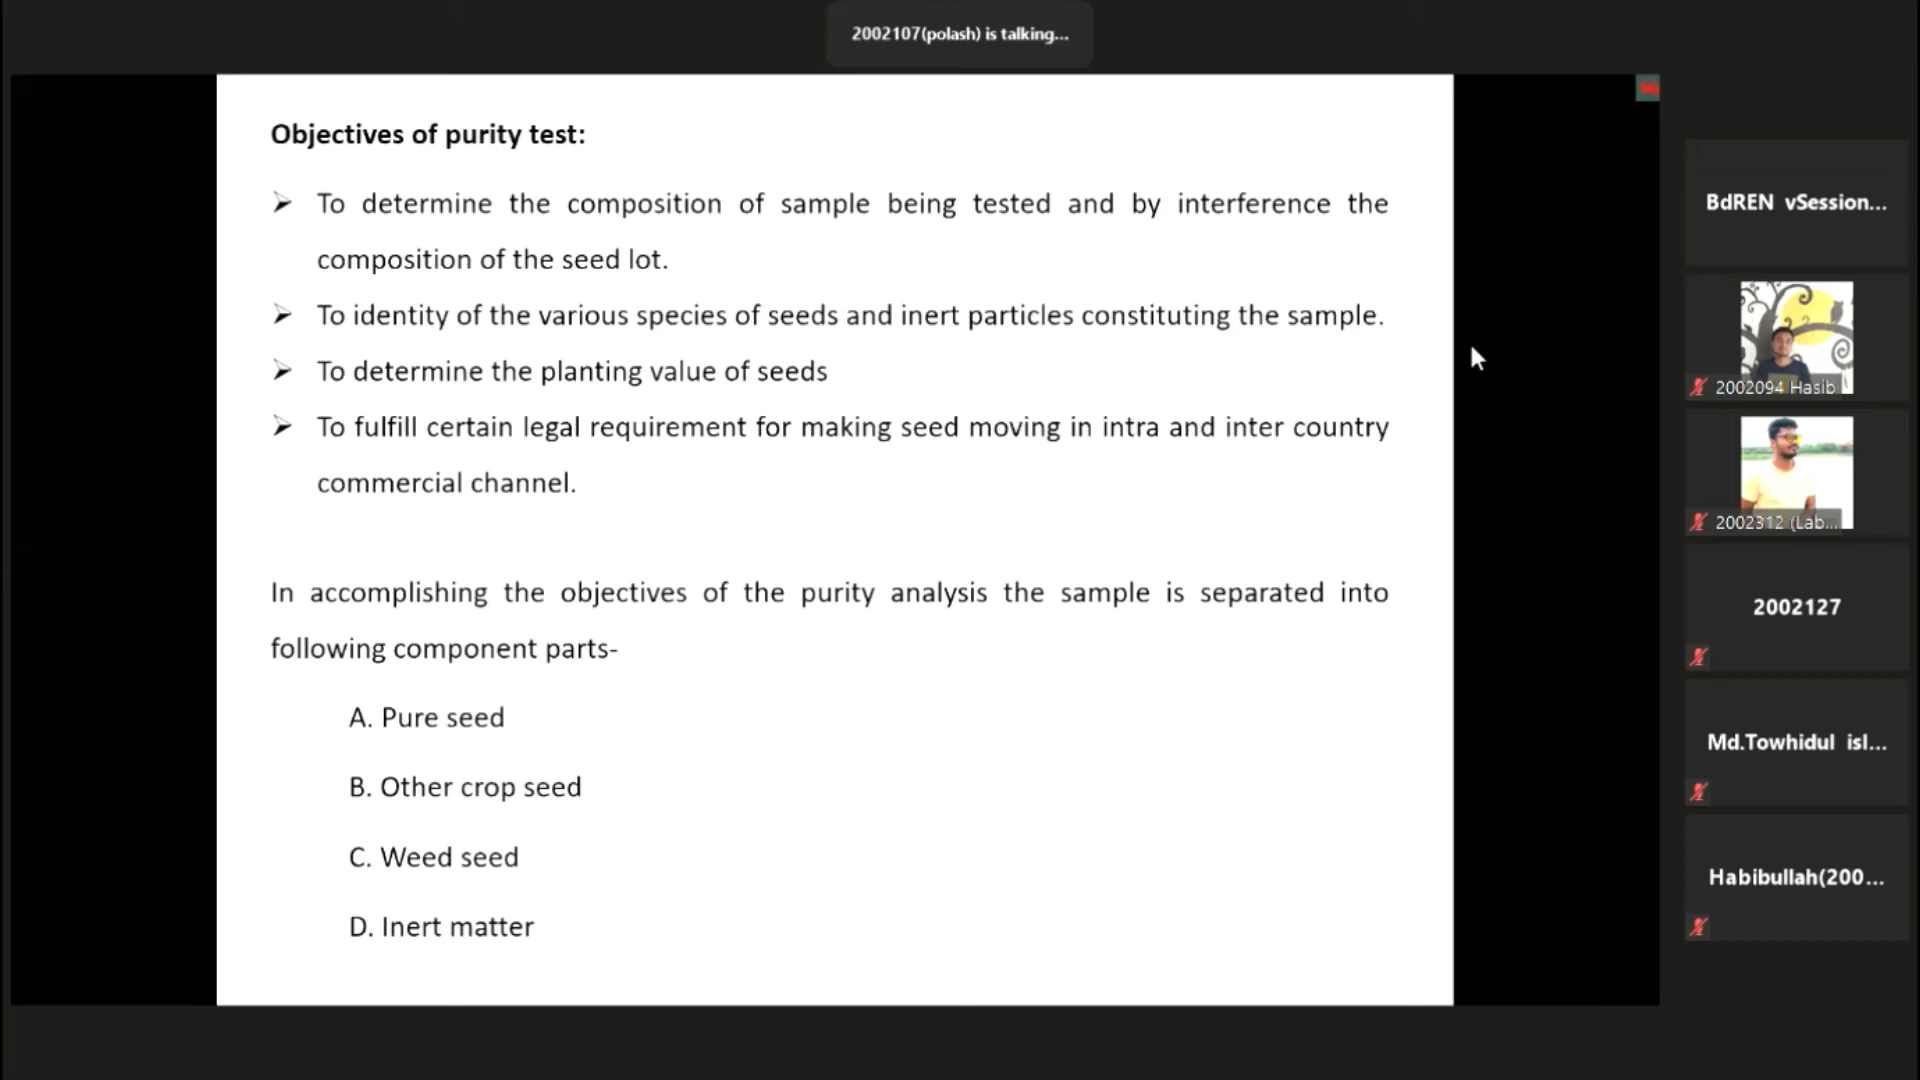 2002107(polash) is talking...
Objectives of purity test:
➢ To determine the composition of sample being tested and by interference the
composition of the seed lot.
➢ To identity of the various species of seeds and inert particles constituting the sample.
➢ To determine the planting value of seeds
➢ To fulfill certain legal requirement for making seed moving in intra and inter country
commercial channel.
In accomplishing the objectives of the purity analysis the sample is separated into
following component parts-
A. Pure seed
B. Other crop seed
C. Weed seed
D. Inert matter
BdREN vSession...
2002094 Hasib
2002312 (Lab...
2002127
Md.Towhidul isl...
Habibullah(200...